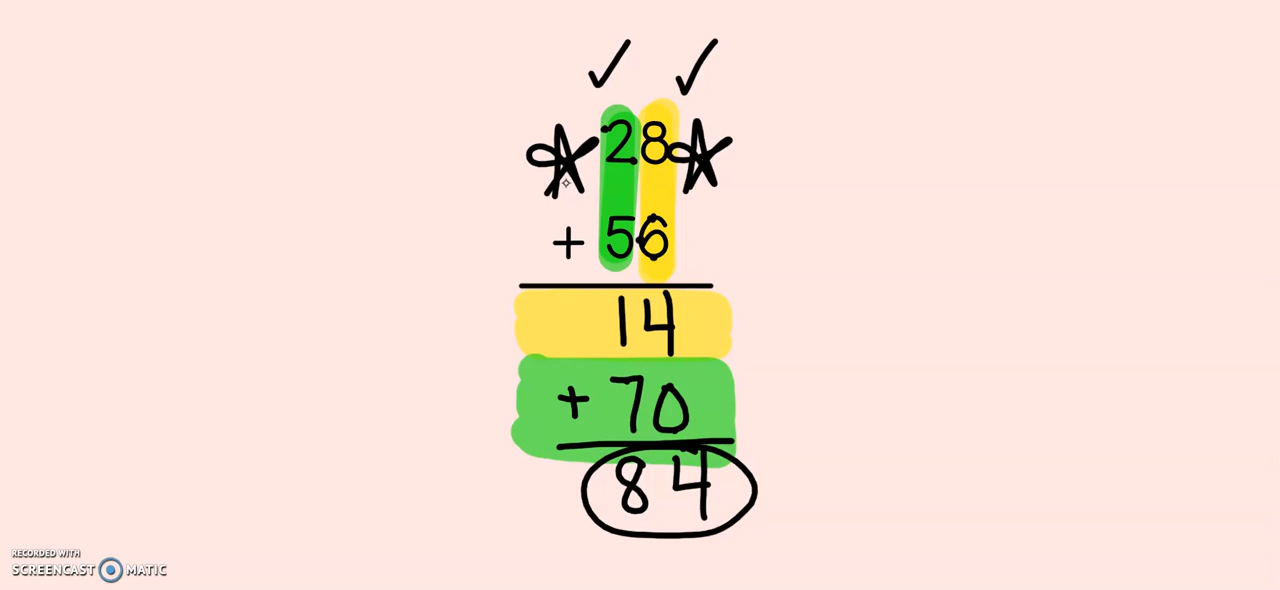 28
+ 56
14
+ 70
84
RECORDED WITH
SCREENCAST MATIC